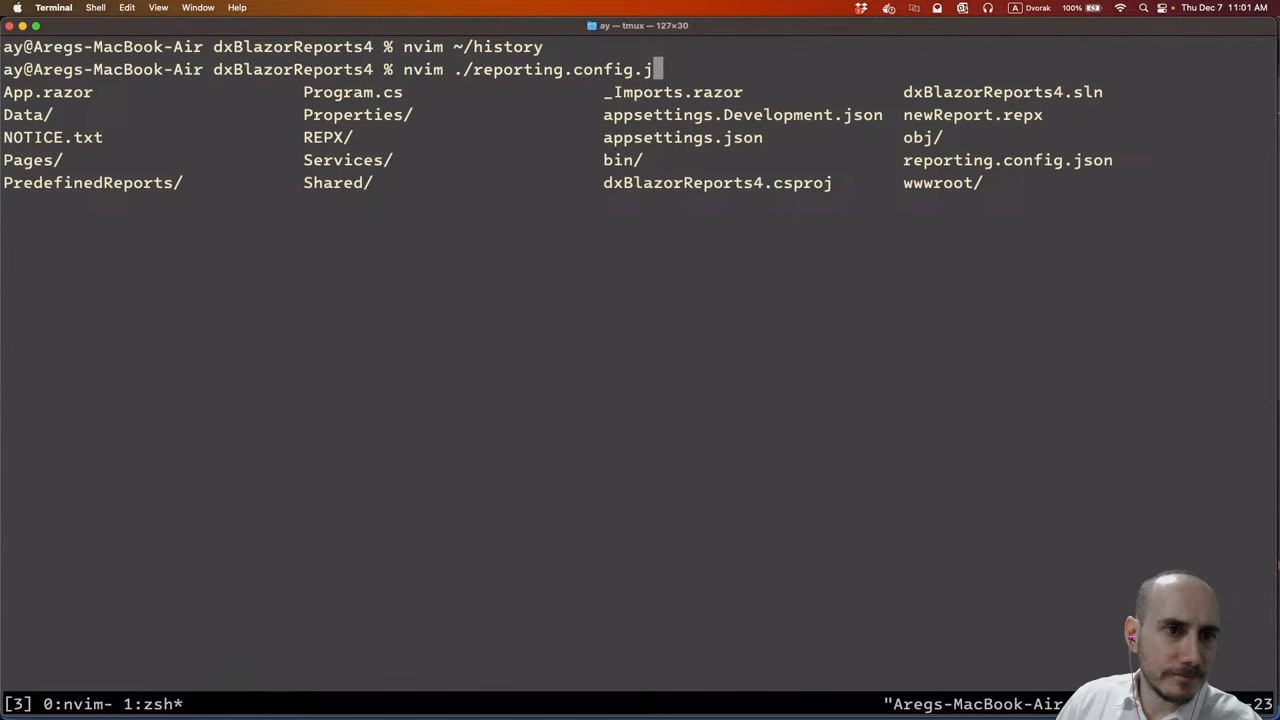 Terminal Shell Edit View Window Help A Dvorak 100% Thu Dec 7 11:01 AM
ay — tmux — 127×30
ay@Aregs-MacBook-Air dxBlazorReports4 % nvim ~/history
ay@Aregs-MacBook-Air dxBlazorReports4 % nvim ./reporting.config.j
App.razor Program.cs _Imports.razor dxBlazorReports4.sln
Data/ Properties/ appsettings.Development.json newReport.repx
NOTICE.txt REPX/ appsettings.json obj/
Pages/ Services/ bin/ reporting.config.json
PredefinedReports/ Shared/ dxBlazorReports4.csproj wwwroot/
[3] 0:nvim- 1:zsh* "Aregs-MacBook-Air -23